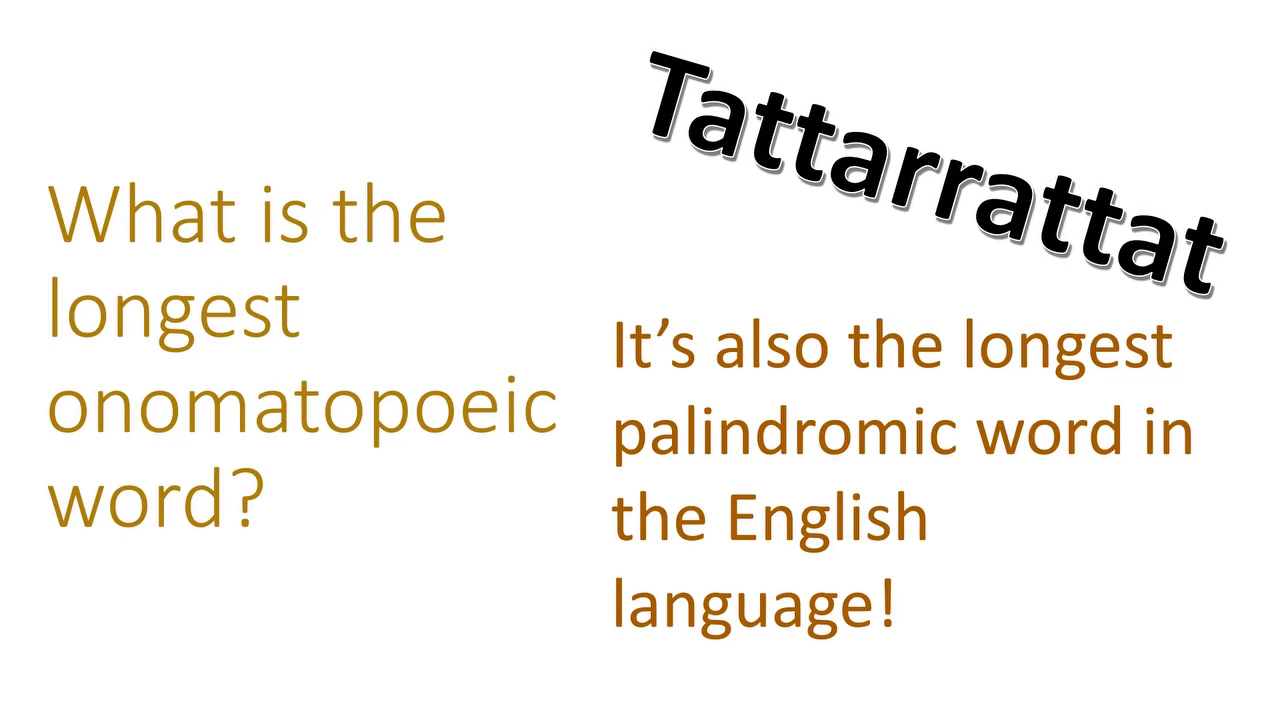 What is the
longest
onomatopoeic
word?
Tattarrattat
It’s also the longest
palindromic word in
the English
language!